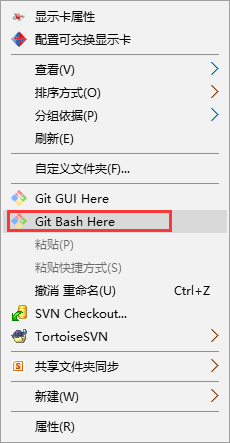 显示卡属性
配置可交换显示卡
查看(V)
排序方式(O)
分组依据(P)
刷新(E)
自定义文件夹(F)...
Git GUI Here
Git Bash Here
粘贴(P)
粘贴快捷方式(S)
撤消 重命名(U) Ctrl+Z
SVN Checkout...
TortoiseSVN
共享文件夹同步
新建(W)
属性(R)